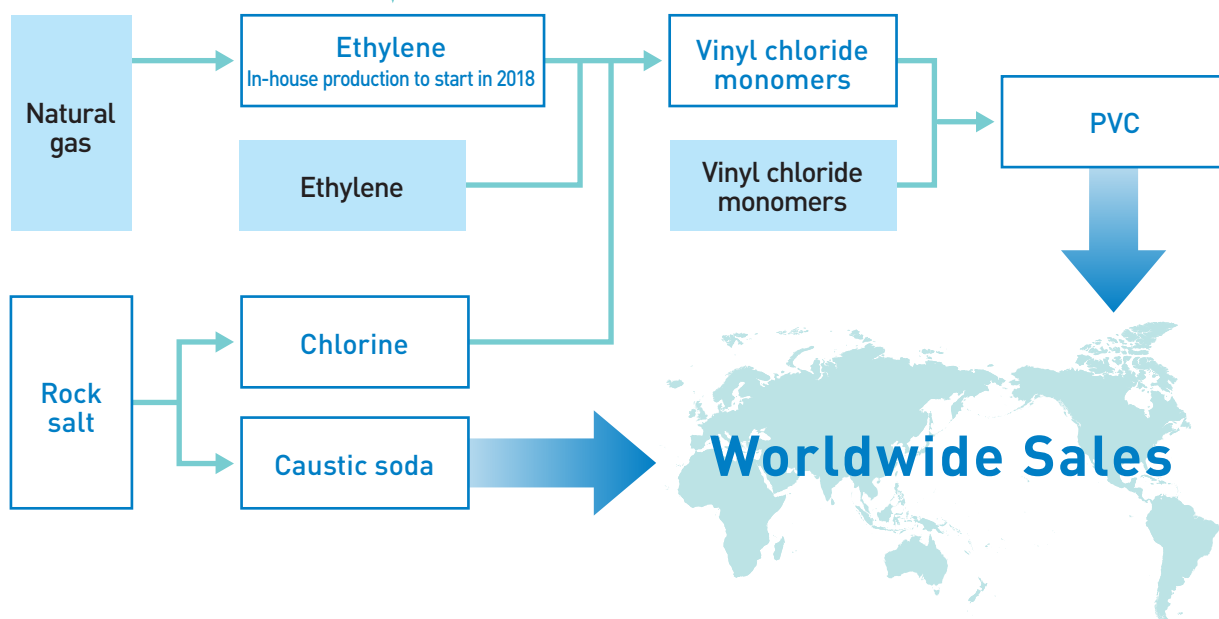 Natural
gas
Ethylene
In-house production to start in 2018
Ethylene
Vinyl chloride
monomers
Vinyl chloride
monomers
PVC
Rock
salt
Chlorine
Caustic soda
Worldwide Sales